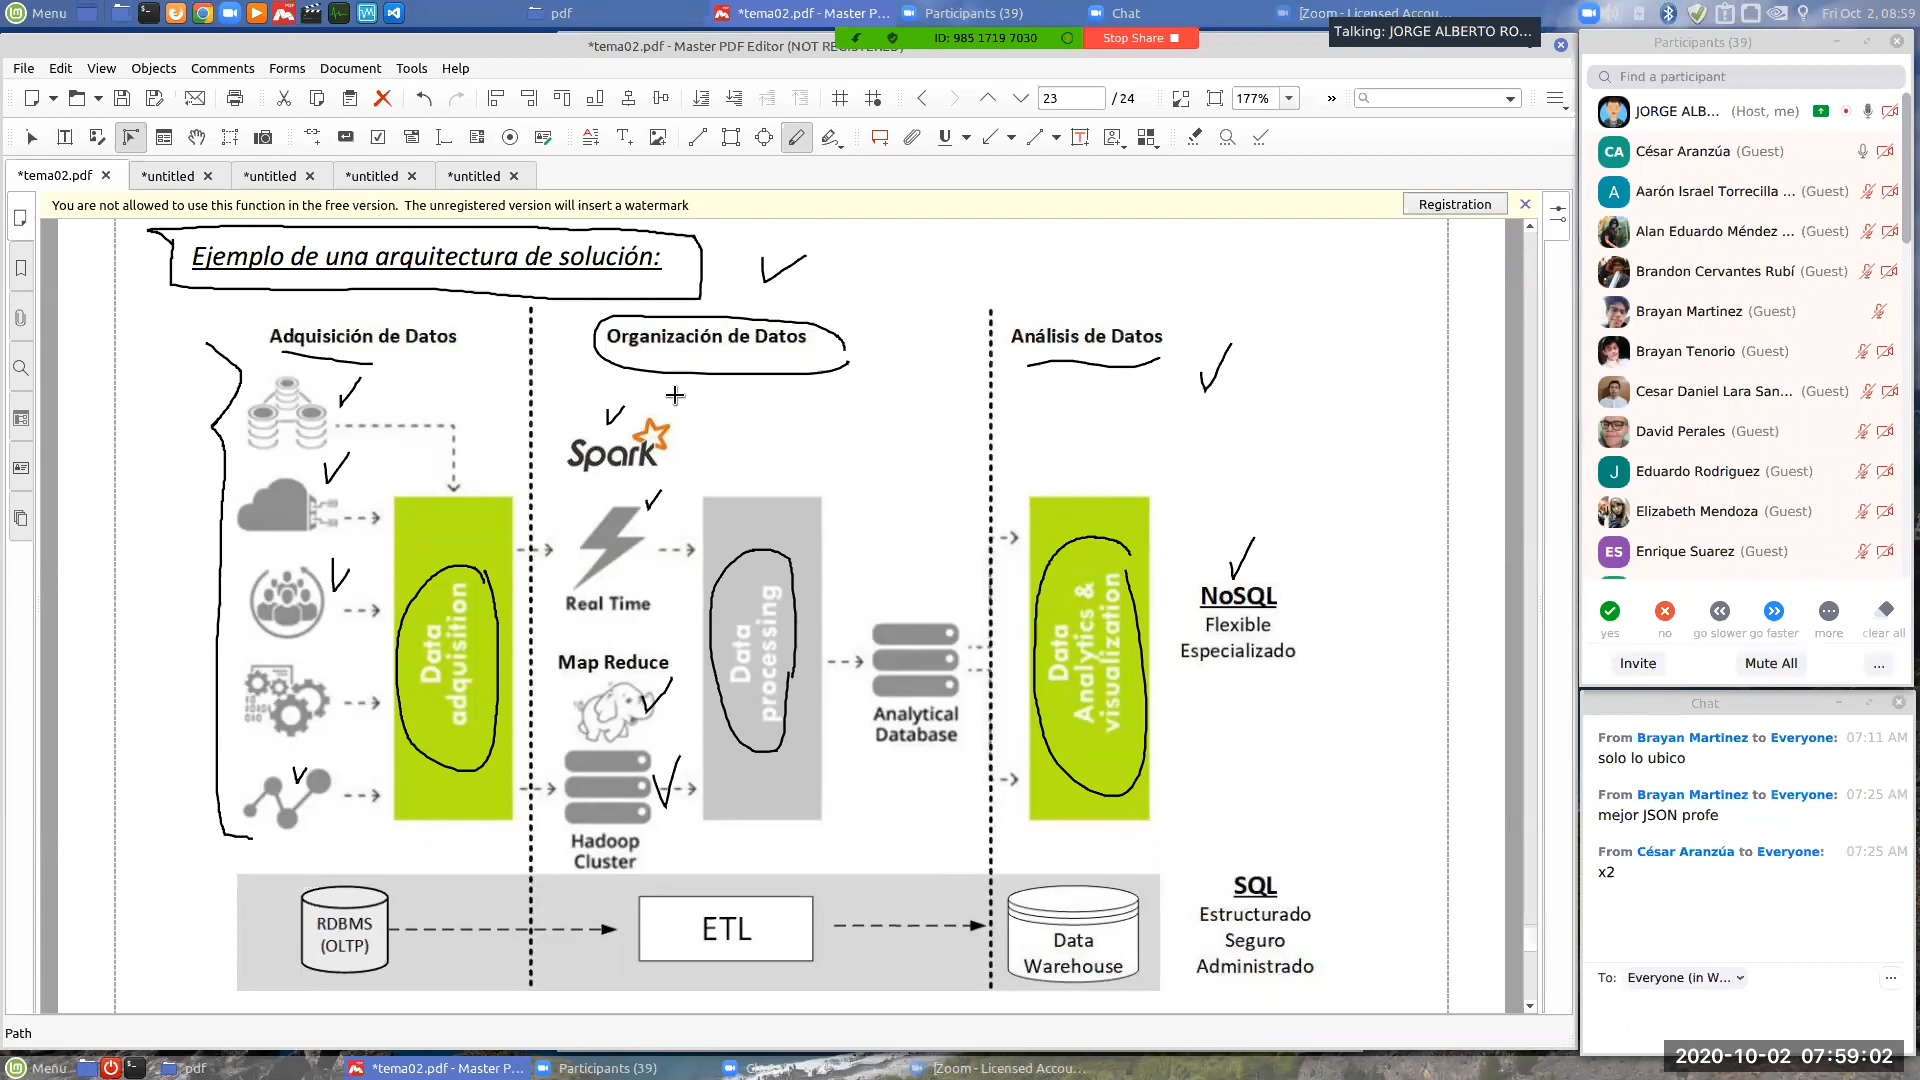 Menu
pdf
*tema02.pdf - Master P...
Participants (39)
Chat
[Zoom - Licensed Accou...
Fri Oct 2, 08:59
ID: 985 1719 7030
Stop Share
Talking: JORGE ALBERTO RO...
*tema02.pdf - Master PDF Editor (NOT REGISTERED)
File Edit View Objects Comments Forms Document Tools Help
23 / 24
177%
*tema02.pdf
*untitled
*untitled
*untitled
*untitled
You are not allowed to use this function in the free version. The unregistered version will insert a watermark
Registration
Ejemplo de una arquitectura de solución:
Adquisición de Datos
Organización de Datos
Análisis de Datos
Spark
Real Time
Map Reduce
Hadoop
Cluster
Data
adquisition
Data
processing
Analytical
Database
Data
Analytics &
visualization
NoSQL
Flexible
Especializado
RDBMS
(OLTP)
ETL
Data
Warehouse
SQL
Estructurado
Seguro
Administrado
Path
Participants (39)
Find a participant
JORGE ALB... (Host, me)
CA César Aranzúa (Guest)
A Aarón Israel Torrecilla ... (Guest)
Alan Eduardo Méndez ... (Guest)
Brandon Cervantes Rubí (Guest)
Brayan Martinez (Guest)
Brayan Tenorio (Guest)
Cesar Daniel Lara San... (Guest)
David Perales (Guest)
J Eduardo Rodriguez (Guest)
Elizabeth Mendoza (Guest)
ES Enrique Suarez (Guest)
yes no go slower go faster more clear all
Invite
Mute All
...
Chat
From Brayan Martinez to Everyone: 07:11 AM
solo lo ubico
From Brayan Martinez to Everyone: 07:25 AM
mejor JSON profe
From César Aranzúa to Everyone: 07:25 AM
x2
To: Everyone (in W...
Menu
pdf
*tema02.pdf - Master P...
Participants (39)
[Zoom - Licensed Accou...
2020-10-02 07:59:02